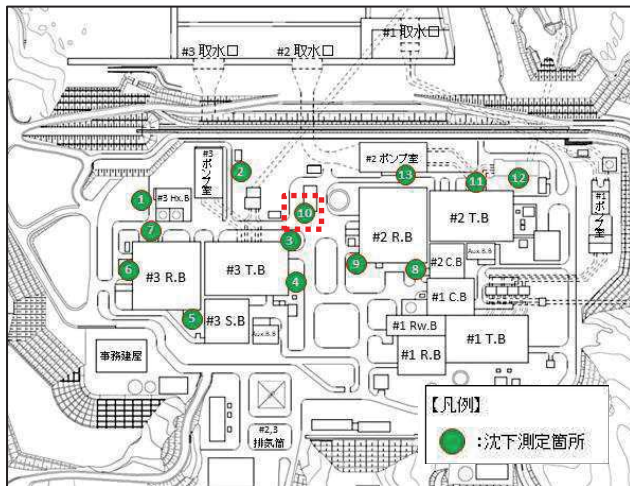 #3 取水口
#2 取水口
#1 取水口
#3 ポンプ室
#2 ポンプ室
#1 ポンプ室
2
13
11
12
1
#3 Hx.B
10
#2 T.B
7
3
#2 R.B
6
#3 R.B
#3 T.B
4
9
8
#2 C.B
Aux.B.B
#1 C.B
5
#3 S.B
Aux.B.B
#1 Rw.B
#1 T.B
#1 R.B
事務建屋
#2,3
排気筒
【凡例】
:沈下測定箇所